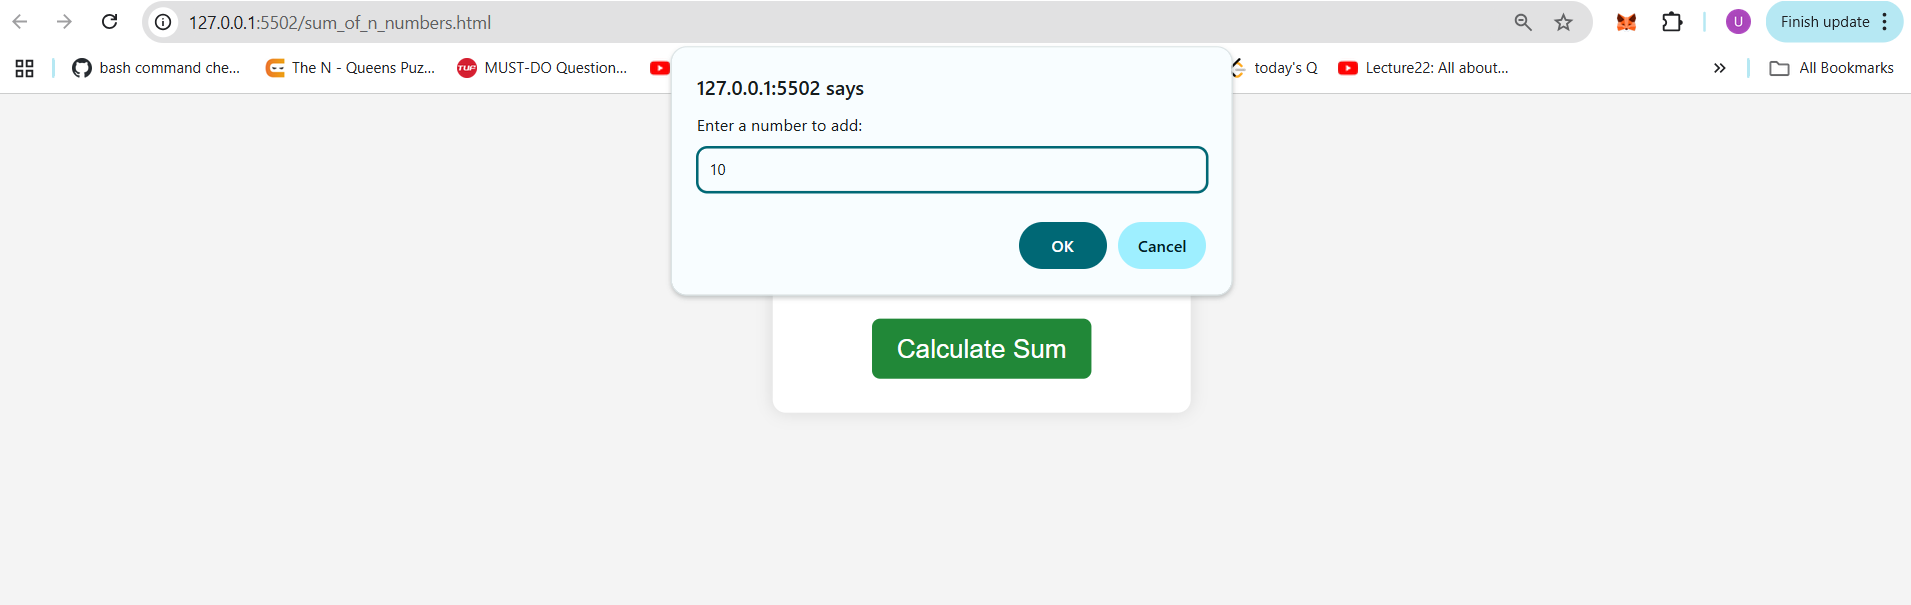 127.0.0.1:5502/sum_of_n_numbers.html
U
Finish update
bash command che...
The N - Queens Puz...
TUF
MUST-DO Question...
today's Q
Lecture22: All about...
All Bookmarks
127.0.0.1:5502 says
Enter a number to add:
10
OK
Cancel
Calculate Sum